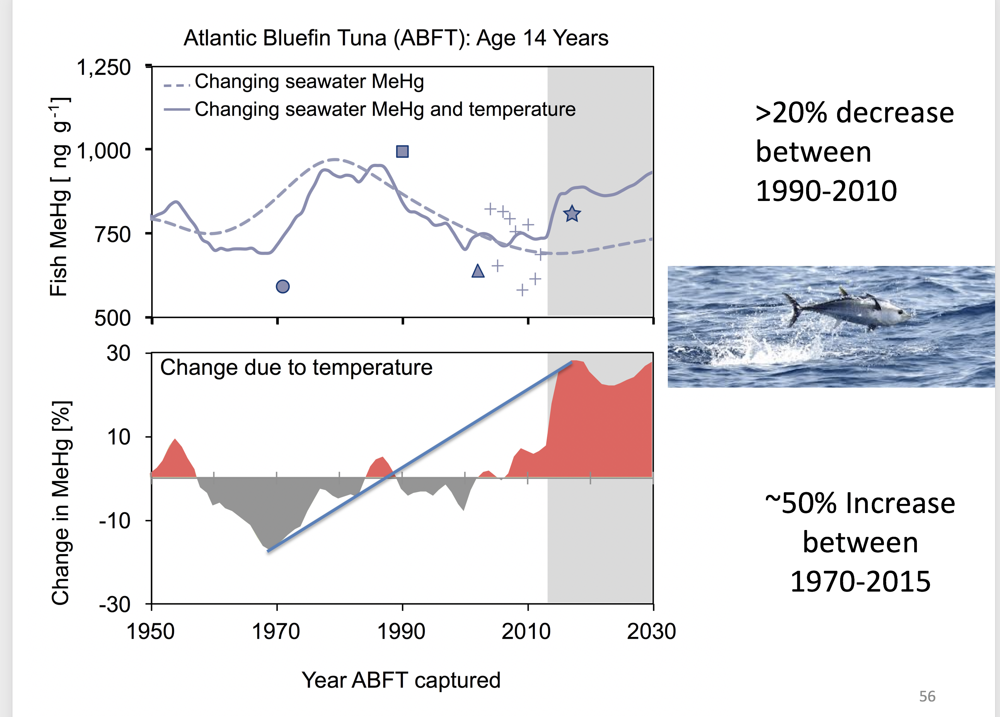 Atlantic Bluefin Tuna (ABFT): Age 14 Years
Fish MeHg [ ng g⁻¹]
1,250
1,000
750
500
Changing seawater MeHg
Changing seawater MeHg and temperature
>20% decrease
between
1990-2010
Change in MeHg [%]
30
10
-10
-30
Change due to temperature
1950 1970 1990 2010 2030
Year ABFT captured
~50% Increase
between
1970-2015
56